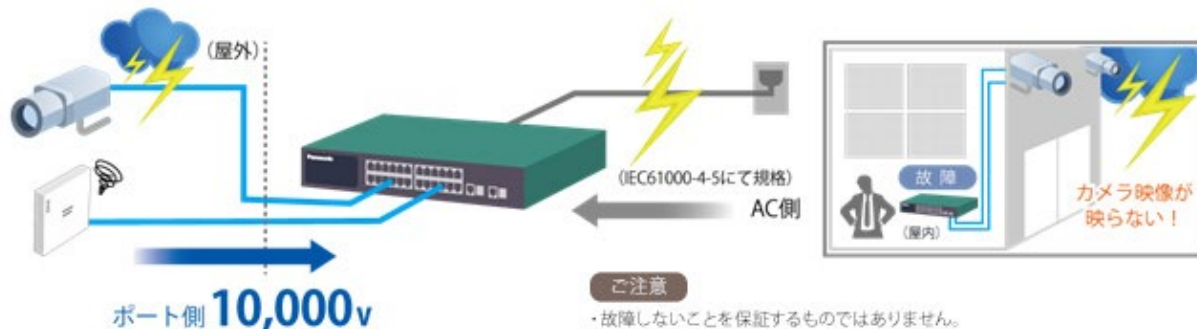 (屋外)
Panasonic
(IEC61000-4-5にて規格)
AC側
ポート側 10,000v
故障
(屋内)
カメラ映像が
映らない！
ご注意
・故障しないことを保証するものではありません。